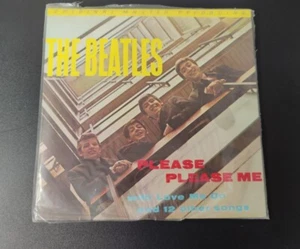 THE BEATLES
PLEASE
PLEASE ME
with Love Me Do
and 12 other songs